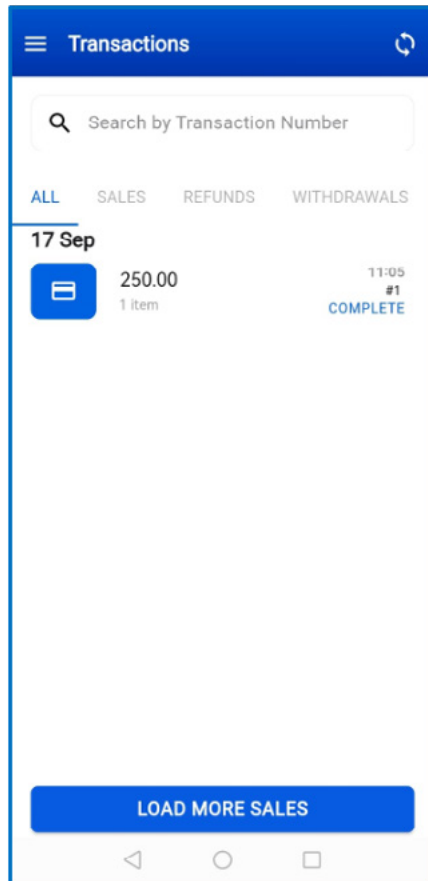 Transactions
Search by Transaction Number
ALL SALES REFUNDS WITHDRAWALS
17 Sep
250.00 11:05
1 item #1
COMPLETE
LOAD MORE SALES